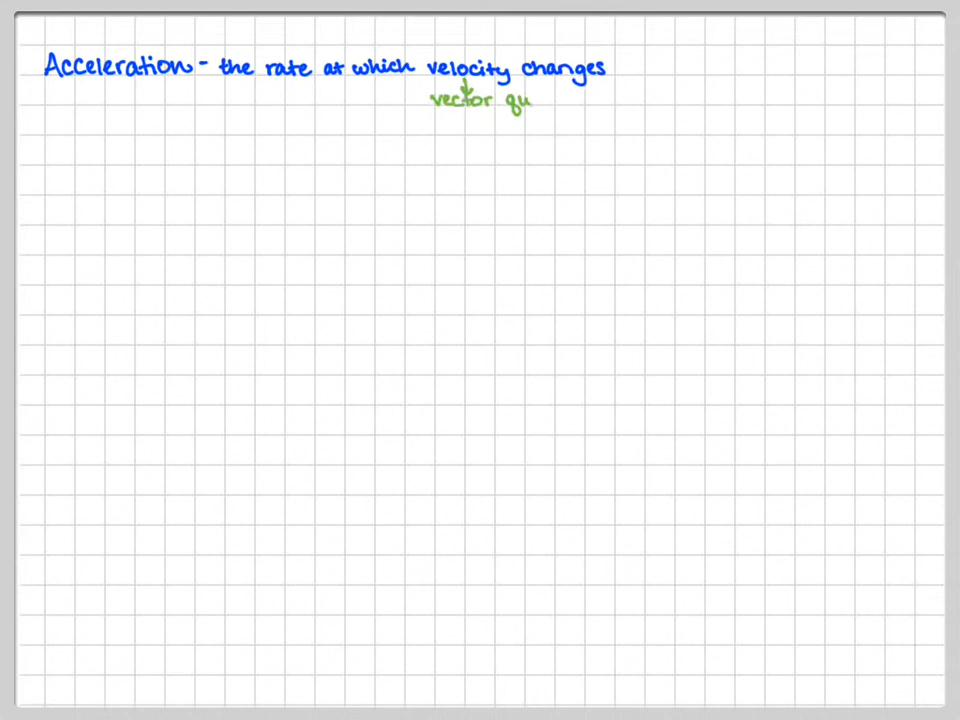 Acceleration - the rate at which velocity changes
vector qu